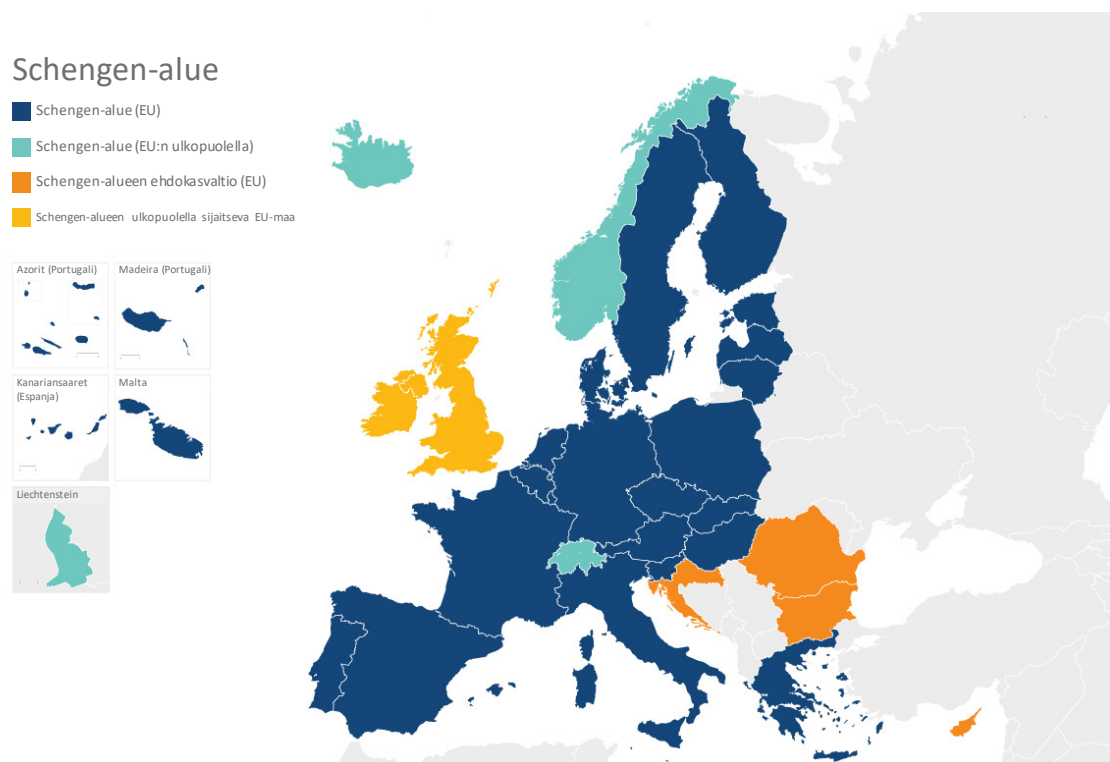 Schengen-alue
Schengen-alue (EU)
Schengen-alue (EU:n ulkopuolella)
Schengen-alueen ehdokasvaltio (EU)
Schengen-alueen ulkopuolella sijaitseva EU-maa
Azorit (Portugali)
Madeira (Portugali)
Kanariansaaret
(Espanja)
Malta
Liechtenstein